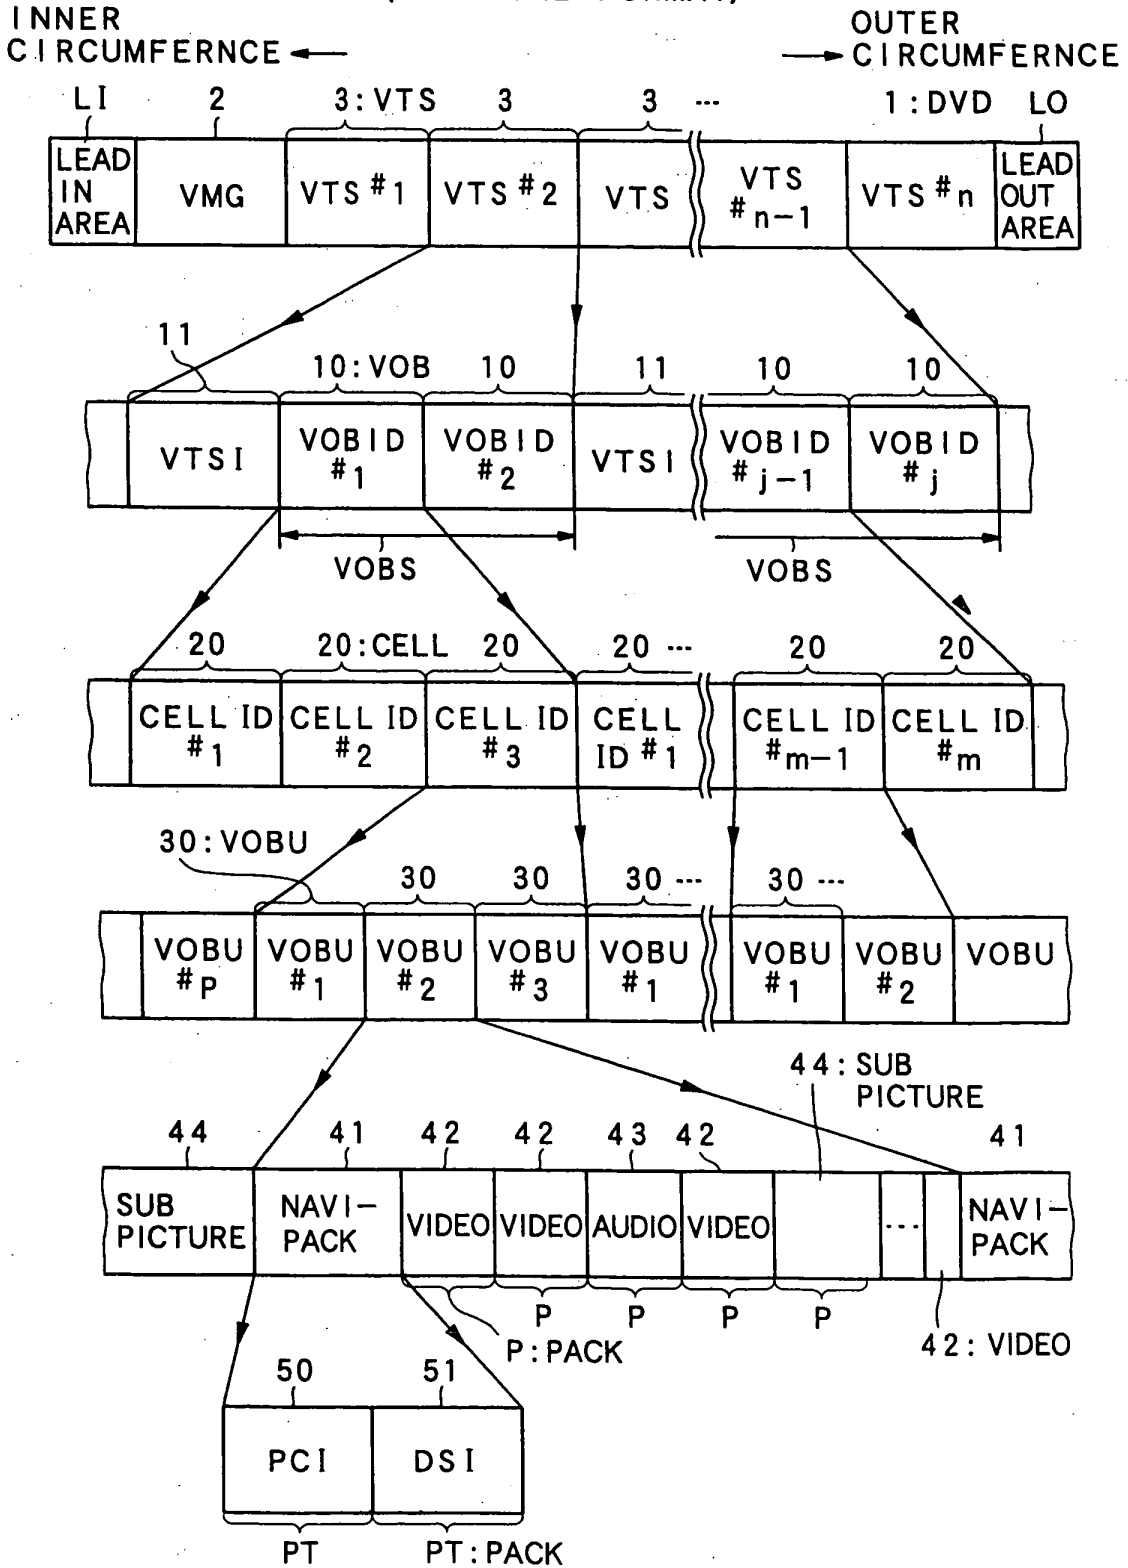 INNER
CIRCUMFERNCE
OUTER
CIRCUMFERNCE
LI 2 3:VTS 3 3 ... 1:DVD LO
LEAD IN AREA VMG VTS #1 VTS #2 VTS VTS #n-1 VTS #n LEAD OUT AREA
11 10:VOB 10 11 10 10
VTSI VOBID #1 VOBID #2 VTSI VOBID #j-1 VOBID #j
VOBS VOBS
20 20:CELL 20 20 ... 20 20
CELL ID #1 CELL ID #2 CELL ID #3 CELL ID #1 CELL ID #m-1 CELL ID #m
30:VOBU 30 30 30 ... 30 ...
VOBU #P VOBU #1 VOBU #2 VOBU #3 VOBU #1 VOBU #1 VOBU #2 VOBU
44:SUB PICTURE
44 41 42 42 43 42 41
SUB PICTURE NAVI-PACK VIDEO VIDEO AUDIO VIDEO ... NAVI-PACK
P P P P
P:PACK 42:VIDEO
50 51
PCI DSI
PT PT:PACK